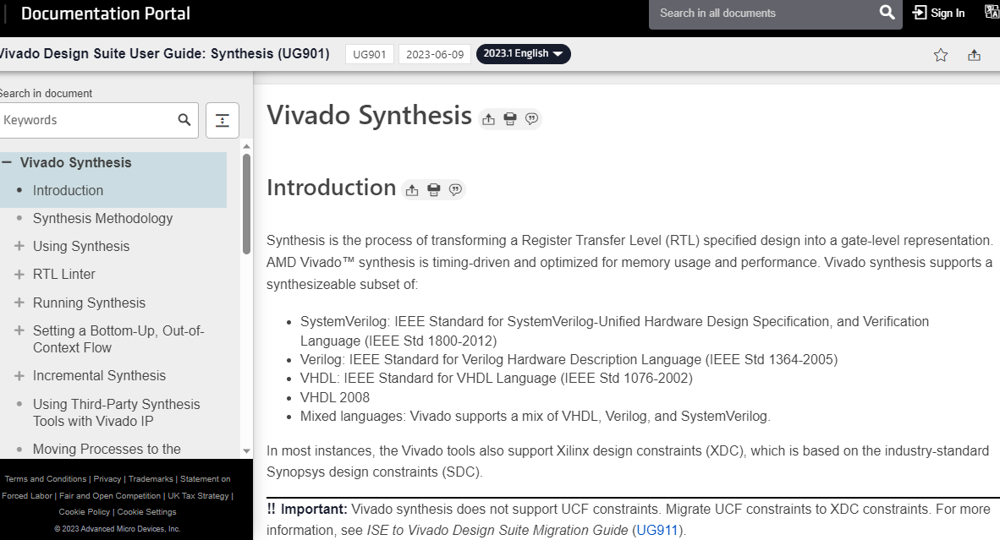 Documentation Portal
Search in all documents
Sign In
Vivado Design Suite User Guide: Synthesis (UG901)
UG901
2023-06-09
2023.1 English
Search in document
Keywords
Vivado Synthesis
Introduction
Synthesis Methodology
Using Synthesis
RTL Linter
Running Synthesis
Setting a Bottom-Up, Out-of-
Context Flow
Incremental Synthesis
Using Third-Party Synthesis
Tools with Vivado IP
Moving Processes to the
Terms and Conditions | Privacy | Trademarks | Statement on
Forced Labor | Fair and Open Competition | UK Tax Strategy |
Cookie Policy | Cookie Settings
© 2023 Advanced Micro Devices, Inc.
Vivado Synthesis
Introduction
Synthesis is the process of transforming a Register Transfer Level (RTL) specified design into a gate-level representation.
AMD Vivado™ synthesis is timing-driven and optimized for memory usage and performance. Vivado synthesis supports a
synthesizeable subset of:
• SystemVerilog: IEEE Standard for SystemVerilog-Unified Hardware Design Specification, and Verification
Language (IEEE Std 1800-2012)
• Verilog: IEEE Standard for Verilog Hardware Description Language (IEEE Std 1364-2005)
• VHDL: IEEE Standard for VHDL Language (IEEE Std 1076-2002)
• VHDL 2008
• Mixed languages: Vivado supports a mix of VHDL, Verilog, and SystemVerilog.
In most instances, the Vivado tools also support Xilinx design constraints (XDC), which is based on the industry-standard
Synopsys design constraints (SDC).
!! Important: Vivado synthesis does not support UCF constraints. Migrate UCF constraints to XDC constraints. For more
information, see ISE to Vivado Design Suite Migration Guide (UG911).